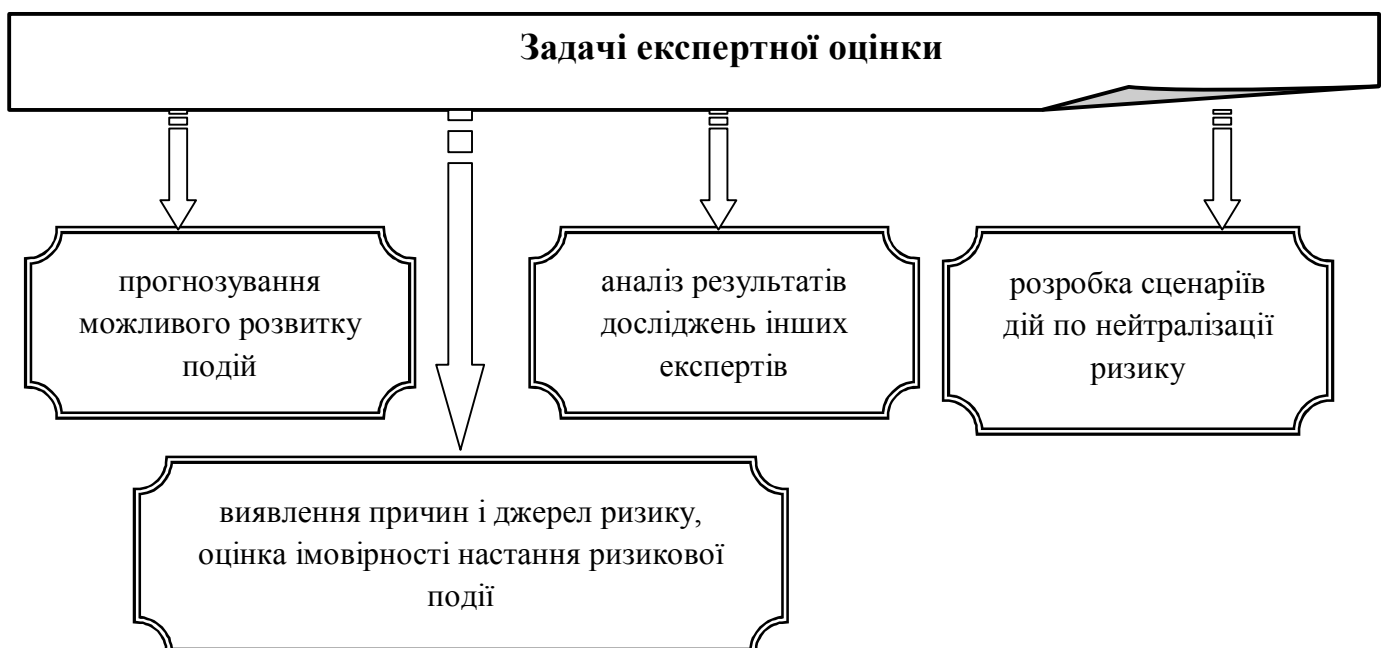 Задачі експертної оцінки
прогнозування
можливого розвитку
подій
аналіз результатів
досліджень інших
експертів
розробка сценаріїв
дій по нейтралізації
ризику
виявлення причин і джерел ризику,
оцінка імовірності настання ризикової
події